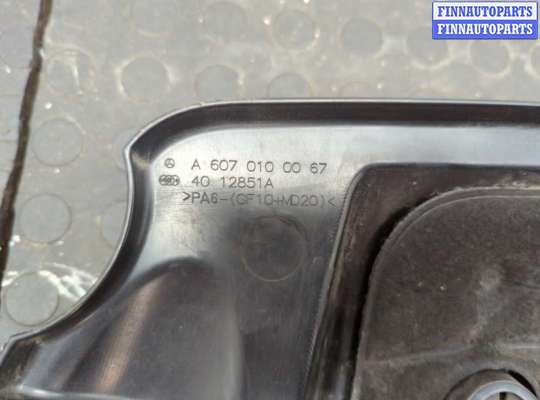 FINNAUTOPARTS
FINNAUTOPARTS
A 607 010 00 67
40 12851A
>PA6-(GF10+MD20)<